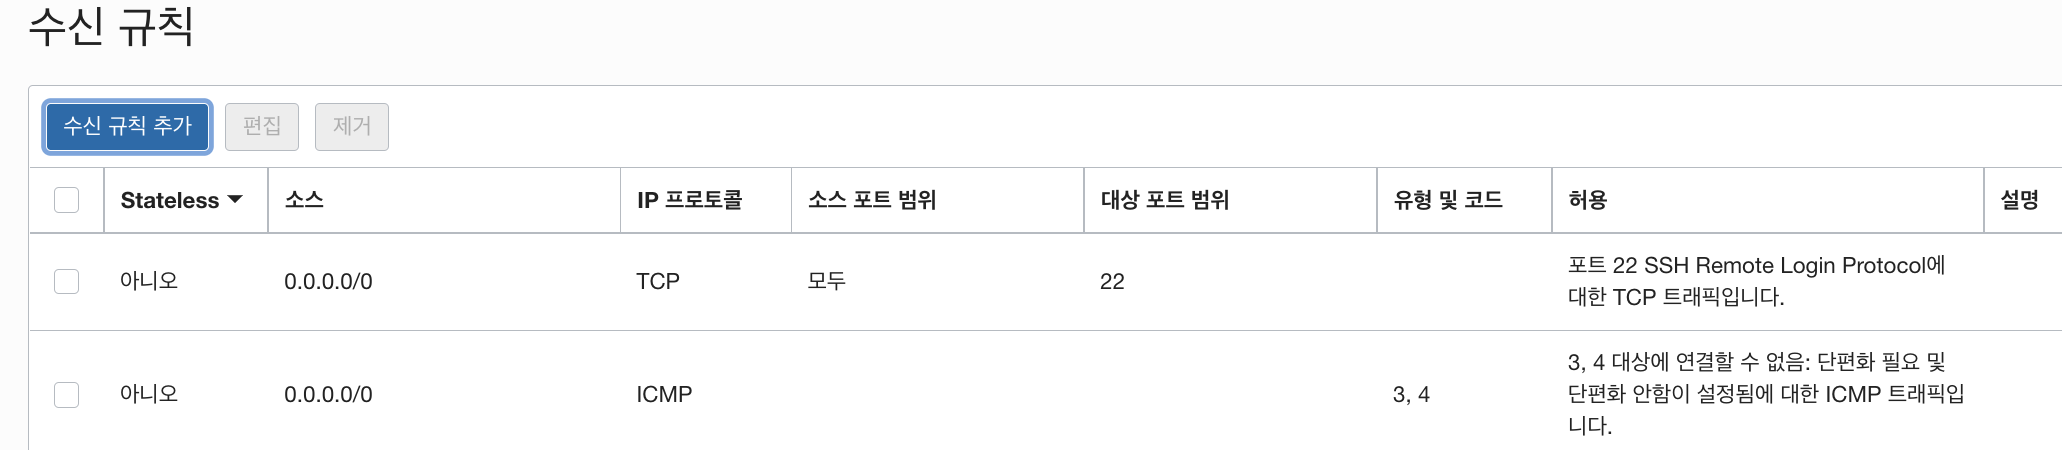 수신 규칙
수신 규칙 추가 편집 제거
Stateless 소스 IP 프로토콜 소스 포트 범위 대상 포트 범위 유형 및 코드 허용 설명
아니오 0.0.0.0/0 TCP 모두 22 포트 22 SSH Remote Login Protocol에
대한 TCP 트래픽입니다.
아니오 0.0.0.0/0 ICMP 3, 4 3, 4 대상에 연결할 수 없음: 단편화 필요 및
단편화 안함이 설정됨에 대한 ICMP 트래픽입
니다.